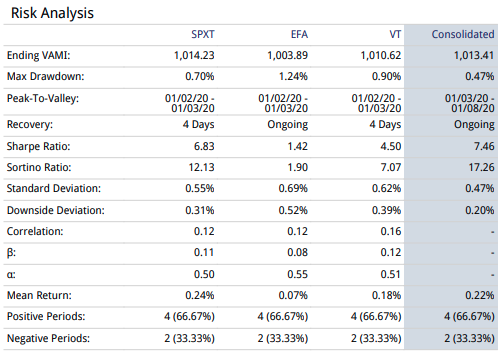 Risk Analysis
SPXT EFA VT Consolidated
Ending VAMI: 1,014.23 1,003.89 1,010.62 1,013.41
Max Drawdown: 0.70% 1.24% 0.90% 0.47%
Peak-To-Valley: 01/02/20 - 01/02/20 - 01/02/20 - 01/03/20 -
01/03/20 01/03/20 01/03/20 01/08/20
Recovery: 4 Days Ongoing 4 Days Ongoing
Sharpe Ratio: 6.83 1.42 4.50 7.46
Sortino Ratio: 12.13 1.90 7.07 17.26
Standard Deviation: 0.55% 0.69% 0.62% 0.47%
Downside Deviation: 0.31% 0.52% 0.39% 0.20%
Correlation: 0.12 0.12 0.16 -
β: 0.11 0.08 0.12 -
α: 0.50 0.55 0.51 -
Mean Return: 0.24% 0.07% 0.18% 0.22%
Positive Periods: 4 (66.67%) 4 (66.67%) 4 (66.67%) 4 (66.67%)
Negative Periods: 2 (33.33%) 2 (33.33%) 2 (33.33%) 2 (33.33%)